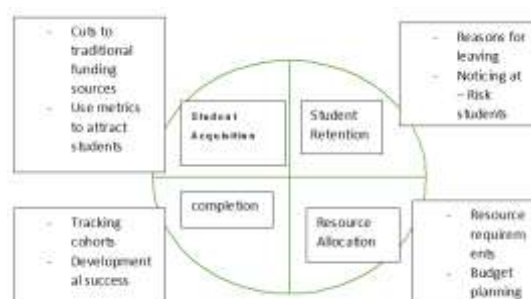 - Cuts to
traditional
funding
sources
- Use metrics
to attract
students
- Reasons for
leaving
- Noticing at
– Risk
students
Student
Acquisition
Student
Retention
completion
Resource
Allocation
- Tracking
cohorts
- Development
al success
- Resource
requirem
ents
- Budget
planning